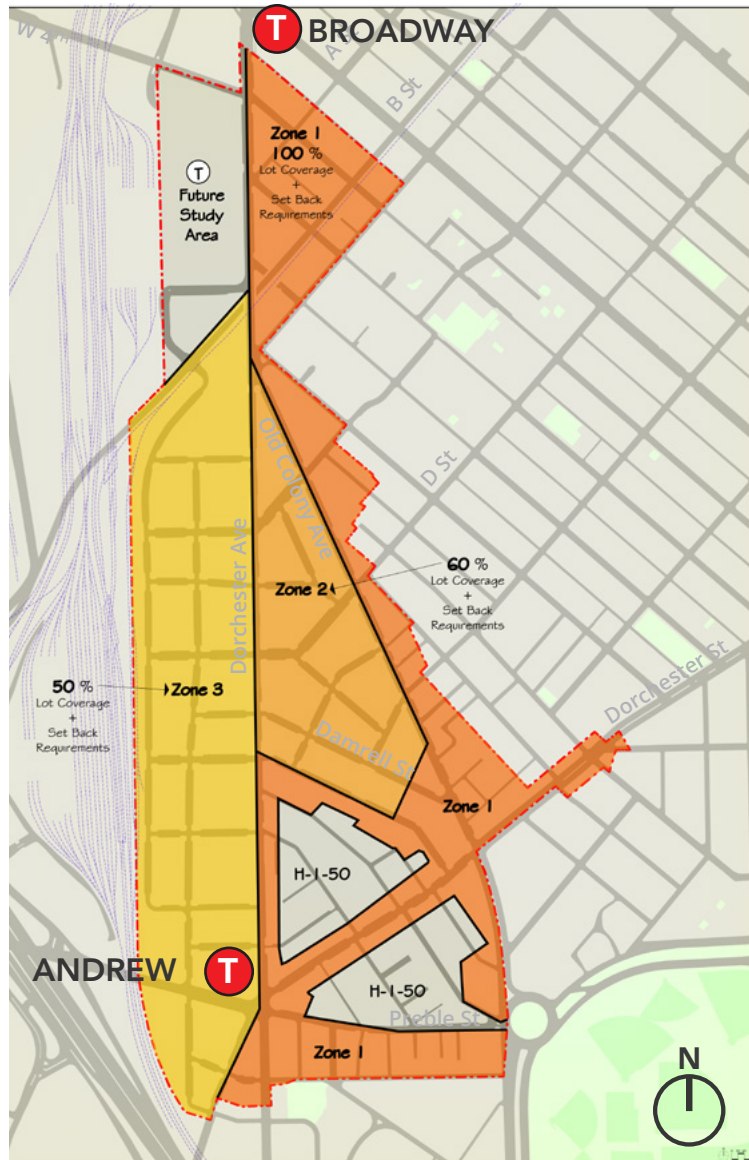 T BROADWAY
W 4th
A
B St
Zone 1
100 %
Lot Coverage
+
Set Back
Requirements
T
Future
Study
Area
Old Colony Ave
D St
Dorchester Ave
60 %
Lot Coverage
+
Set Back
Requirements
Zone 2
50 %
Lot Coverage
+
Set Back
Requirements
Zone 3
Dorchester St
Damrell St
Zone 1
H-1-50
ANDREW T
H-1-50
Preble St
Zone 1
N